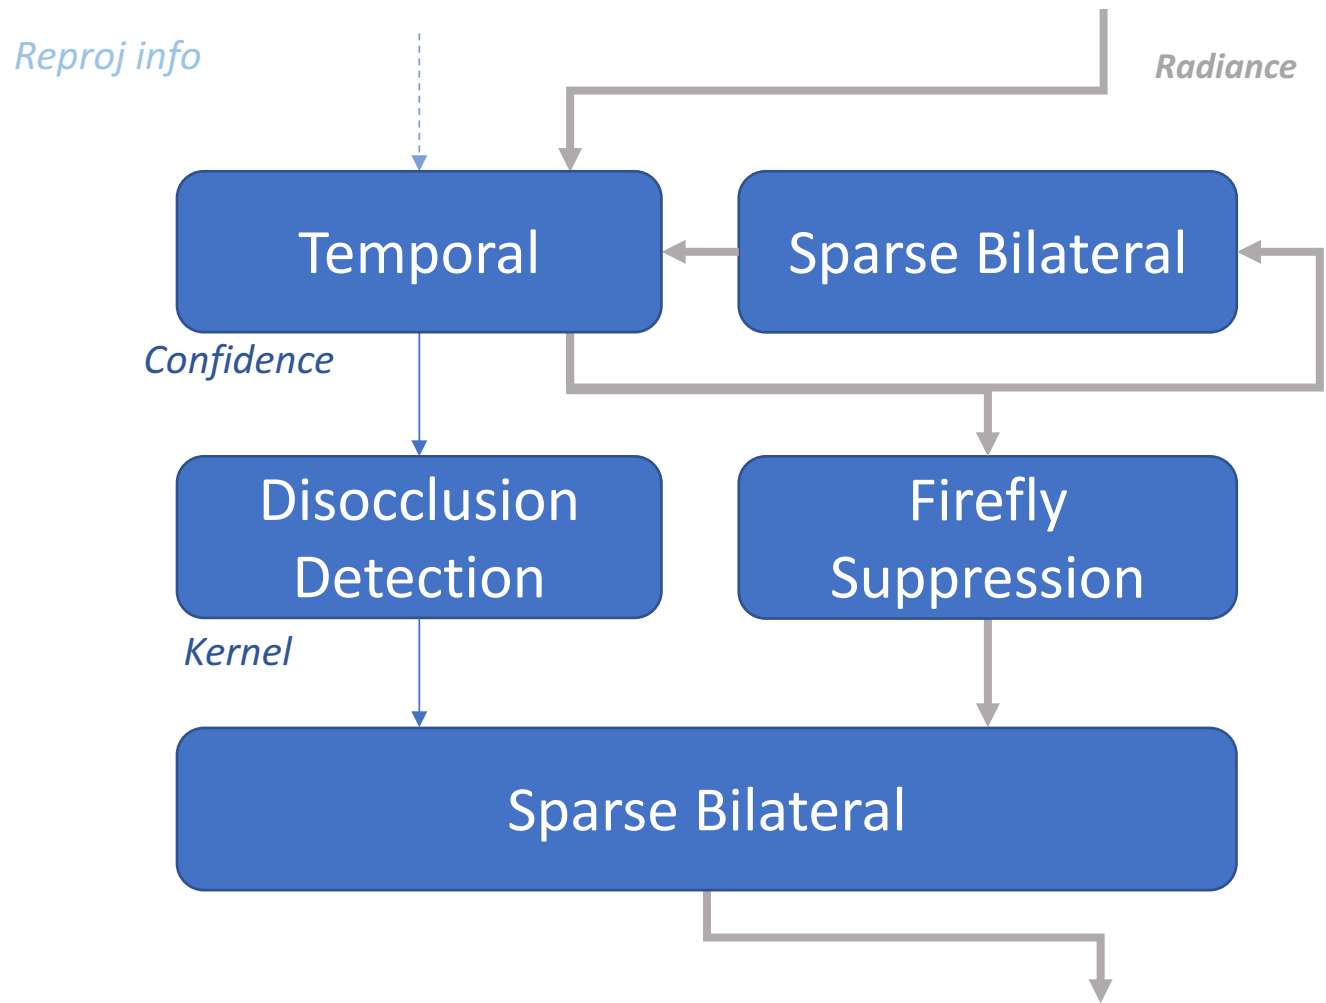 Reproj info
Radiance
Temporal
Sparse Bilateral
Confidence
Disocclusion
Detection
Firefly
Suppression
Kernel
Sparse Bilateral